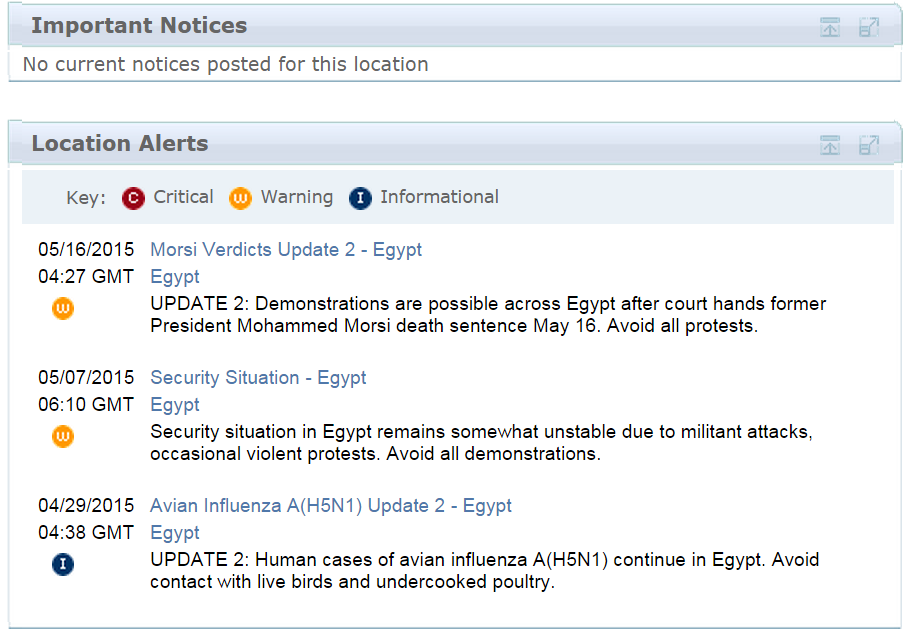 Important Notices
No current notices posted for this location
Location Alerts
Key: C Critical W Warning I Informational
05/16/2015 Morsi Verdicts Update 2 - Egypt
04:27 GMT Egypt
W UPDATE 2: Demonstrations are possible across Egypt after court hands former
President Mohammed Morsi death sentence May 16. Avoid all protests.
05/07/2015 Security Situation - Egypt
06:10 GMT Egypt
W Security situation in Egypt remains somewhat unstable due to militant attacks,
occasional violent protests. Avoid all demonstrations.
04/29/2015 Avian Influenza A(H5N1) Update 2 - Egypt
04:38 GMT Egypt
I UPDATE 2: Human cases of avian influenza A(H5N1) continue in Egypt. Avoid
contact with live birds and undercooked poultry.